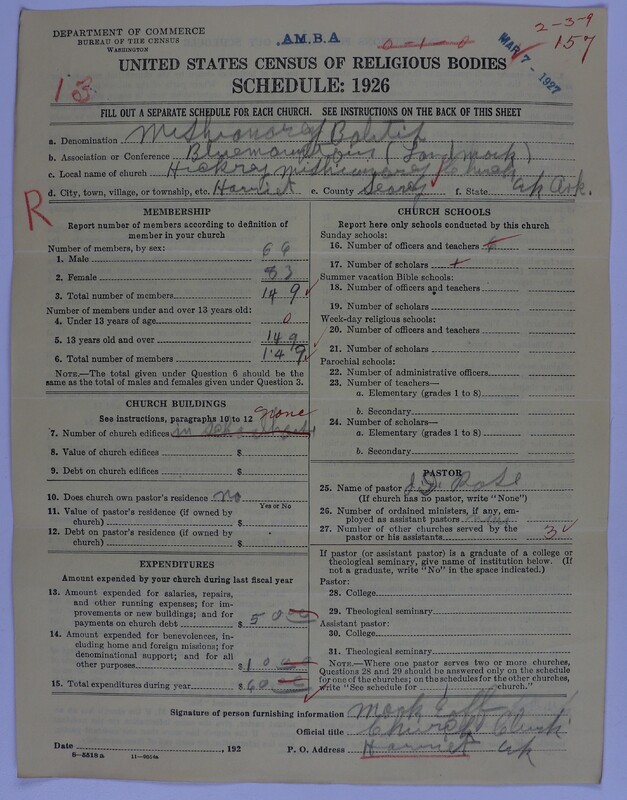 DEPARTMENT OF COMMERCE
BUREAU OF THE CENSUS
WASHINGTON
.AM.B.A
0-1-0
2-3-9
157
MAR 7 - 1927
UNITED STATES CENSUS OF RELIGIOUS BODIES
SCHEDULE: 1926
13
FILL OUT A SEPARATE SCHEDULE FOR EACH CHURCH. SEE INSTRUCTIONS ON THE BACK OF THIS SHEET
a. Denomination
b. Association or Conference (Landmark)
c. Local name of church Church
d. City, town, village, or township, etc. Harriet e. County Searcy f. State Ark Ark.
R
MEMBERSHIP
Report number of members according to definition of
member in your church
Number of members, by sex:
1. Male 66
2. Female 83
3. Total number of members 149
Number of members under and over 13 years old:
4. Under 13 years of age 0
5. 13 years old and over 149
6. Total number of members 149
NOTE.—The total given under Question 6 should be the
same as the total of males and females given under Question 3.
CHURCH BUILDINGS
See instructions, paragraphs 10 to 12
None
7. Number of church edifices in
8. Value of church edifices $
9. Debt on church edifices $
10. Does church own pastor's residence no
Yes or No
11. Value of pastor's residence (if owned by
church) $
12. Debt on pastor's residence (if owned by
church) $
EXPENDITURES
Amount expended by your church during last fiscal year
13. Amount expended for salaries, repairs,
and other running expenses; for im-
provements or new buildings; and for
payments on church debt $ 50 00
14. Amount expended for benevolences, in-
cluding home and foreign missions; for
denominational support; and for all
other purposes $ 10 00
15. Total expenditures during year $ 60 00
CHURCH SCHOOLS
Report here only schools conducted by this church
Sunday schools:
16. Number of officers and teachers
17. Number of scholars
Summer vacation Bible schools:
18. Number of officers and teachers
19. Number of scholars
Week-day religious schools:
20. Number of officers and teachers
21. Number of scholars
Parochial schools:
22. Number of administrative officers
23. Number of teachers—
a. Elementary (grades 1 to 8)
b. Secondary
24. Number of scholars—
a. Elementary (grades 1 to 8)
b. Secondary
PASTOR
25. Name of pastor
(If church has no pastor, write "None")
26. Number of ordained ministers, if any, em-
ployed as assistant pastors
27. Number of other churches served by the
pastor or his assistants 3
If pastor (or assistant pastor) is a graduate of a college or
theological seminary, give name of institution below. (If
not a graduate, write "No" in the space indicated.)
Pastor:
28. College
29. Theological seminary
Assistant pastor:
30. College
31. Theological seminary
NOTE.—Where one pastor serves two or more churches,
Questions 28 and 29 should be answered only on the schedule
for one of the churches; on the schedules for the other churches,
write "See schedule for church."
Signature of person furnishing information
Official title Church Clerk
Date , 192 P. O. Address Harriet Ark
8-5518a 11-9014a